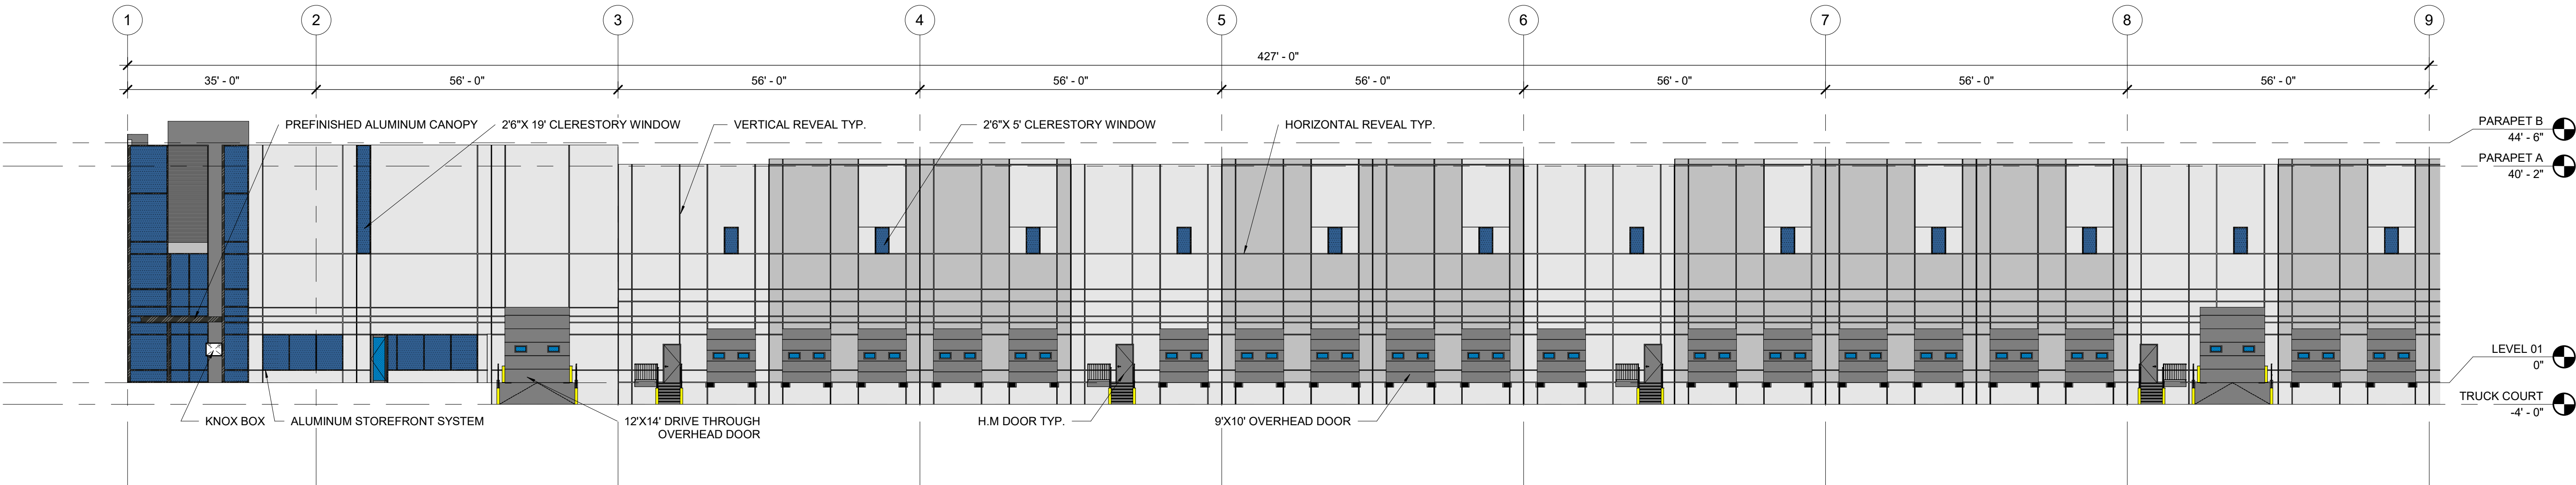 1 2 3 4 5 6 7 8 9
427' - 0"
35' - 0" 56' - 0" 56' - 0" 56' - 0" 56' - 0" 56' - 0" 56' - 0" 56' - 0"
PREFINISHED ALUMINUM CANOPY 2'6"X 19' CLERESTORY WINDOW VERTICAL REVEAL TYP. 2'6"X 5' CLERESTORY WINDOW HORIZONTAL REVEAL TYP.
PARAPET B
44' - 6"
PARAPET A
40' - 2"
LEVEL 01
0"
TRUCK COURT
-4' - 0"
KNOX BOX
ALUMINUM STOREFRONT SYSTEM
12'X14' DRIVE THROUGH
OVERHEAD DOOR
H.M DOOR TYP.
9'X10' OVERHEAD DOOR